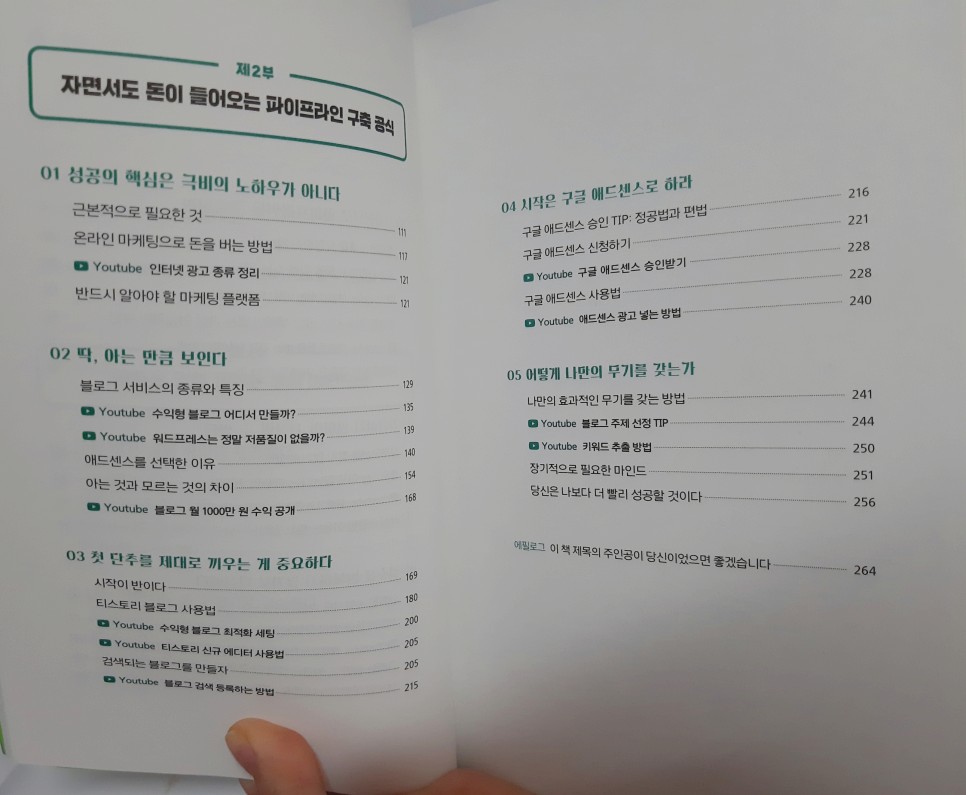 제2부
자면서도 돈이 들어오는 파이프라인 구축 공식
01 성공의 핵심은 극비의 노하우가 아니다
근본적으로 필요한 것 111
온라인 마케팅으로 돈을 버는 방법 117
Youtube 인터넷 광고 종류 정리 121
반드시 알아야 할 마케팅 플랫폼 121
02 딱, 아는 만큼 보인다
블로그 서비스의 종류와 특징 129
Youtube 수익형 블로그 어디서 만들까? 135
Youtube 워드프레스는 정말 저품질이 없을까? 139
애드센스를 선택한 이유 140
아는 것과 모르는 것의 차이 154
Youtube 블로그 월 1000만 원 수익 공개 168
03 첫 단추를 제대로 끼우는 게 중요하다
시작이 반이다 169
티스토리 블로그 사용법 180
Youtube 수익형 블로그 최적화 세팅 200
Youtube 티스토리 신규 에디터 사용법 205
검색되는 블로그를 만들자 205
Youtube 블로그 검색 등록하는 방법 215
04 시작은 구글 애드센스로 하라
구글 애드센스 승인 TIP: 정공법과 편법 216
구글 애드센스 신청하기 221
Youtube 구글 애드센스 승인받기 228
구글 애드센스 사용법 228
Youtube 애드센스 광고 넣는 방법 240
05 어떻게 나만의 무기를 갖는가
나만의 효과적인 무기를 갖는 방법 241
Youtube 블로그 주제 선정 TIP 244
Youtube 키워드 추출 방법 250
장기적으로 필요한 마인드 251
당신은 나보다 더 빨리 성공할 것이다 256
에필로그 이 책 제목의 주인공이 당신이었으면 좋겠습니다 264